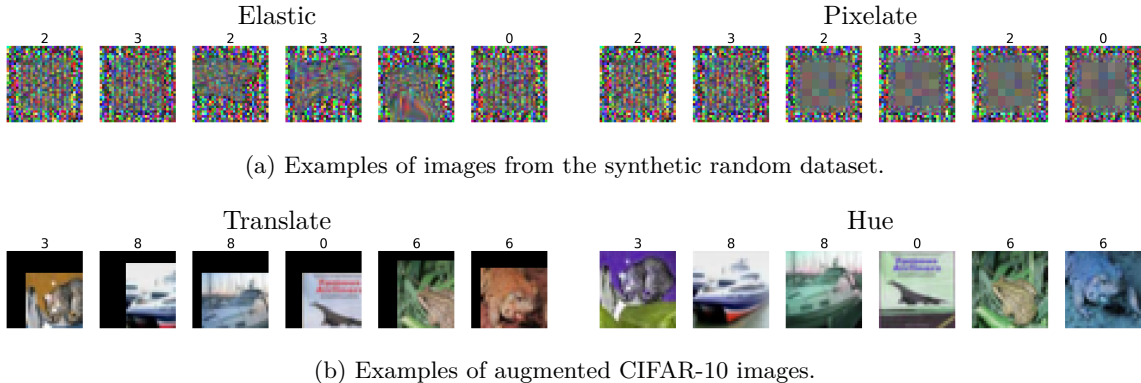 Elastic
Pixelate
2 3 2 3 2 0
2 3 2 3 2 0
(a) Examples of images from the synthetic random dataset.
Translate
Hue
3 8 8 0 6 6
3 8 8 0 6 6
(b) Examples of augmented CIFAR-10 images.